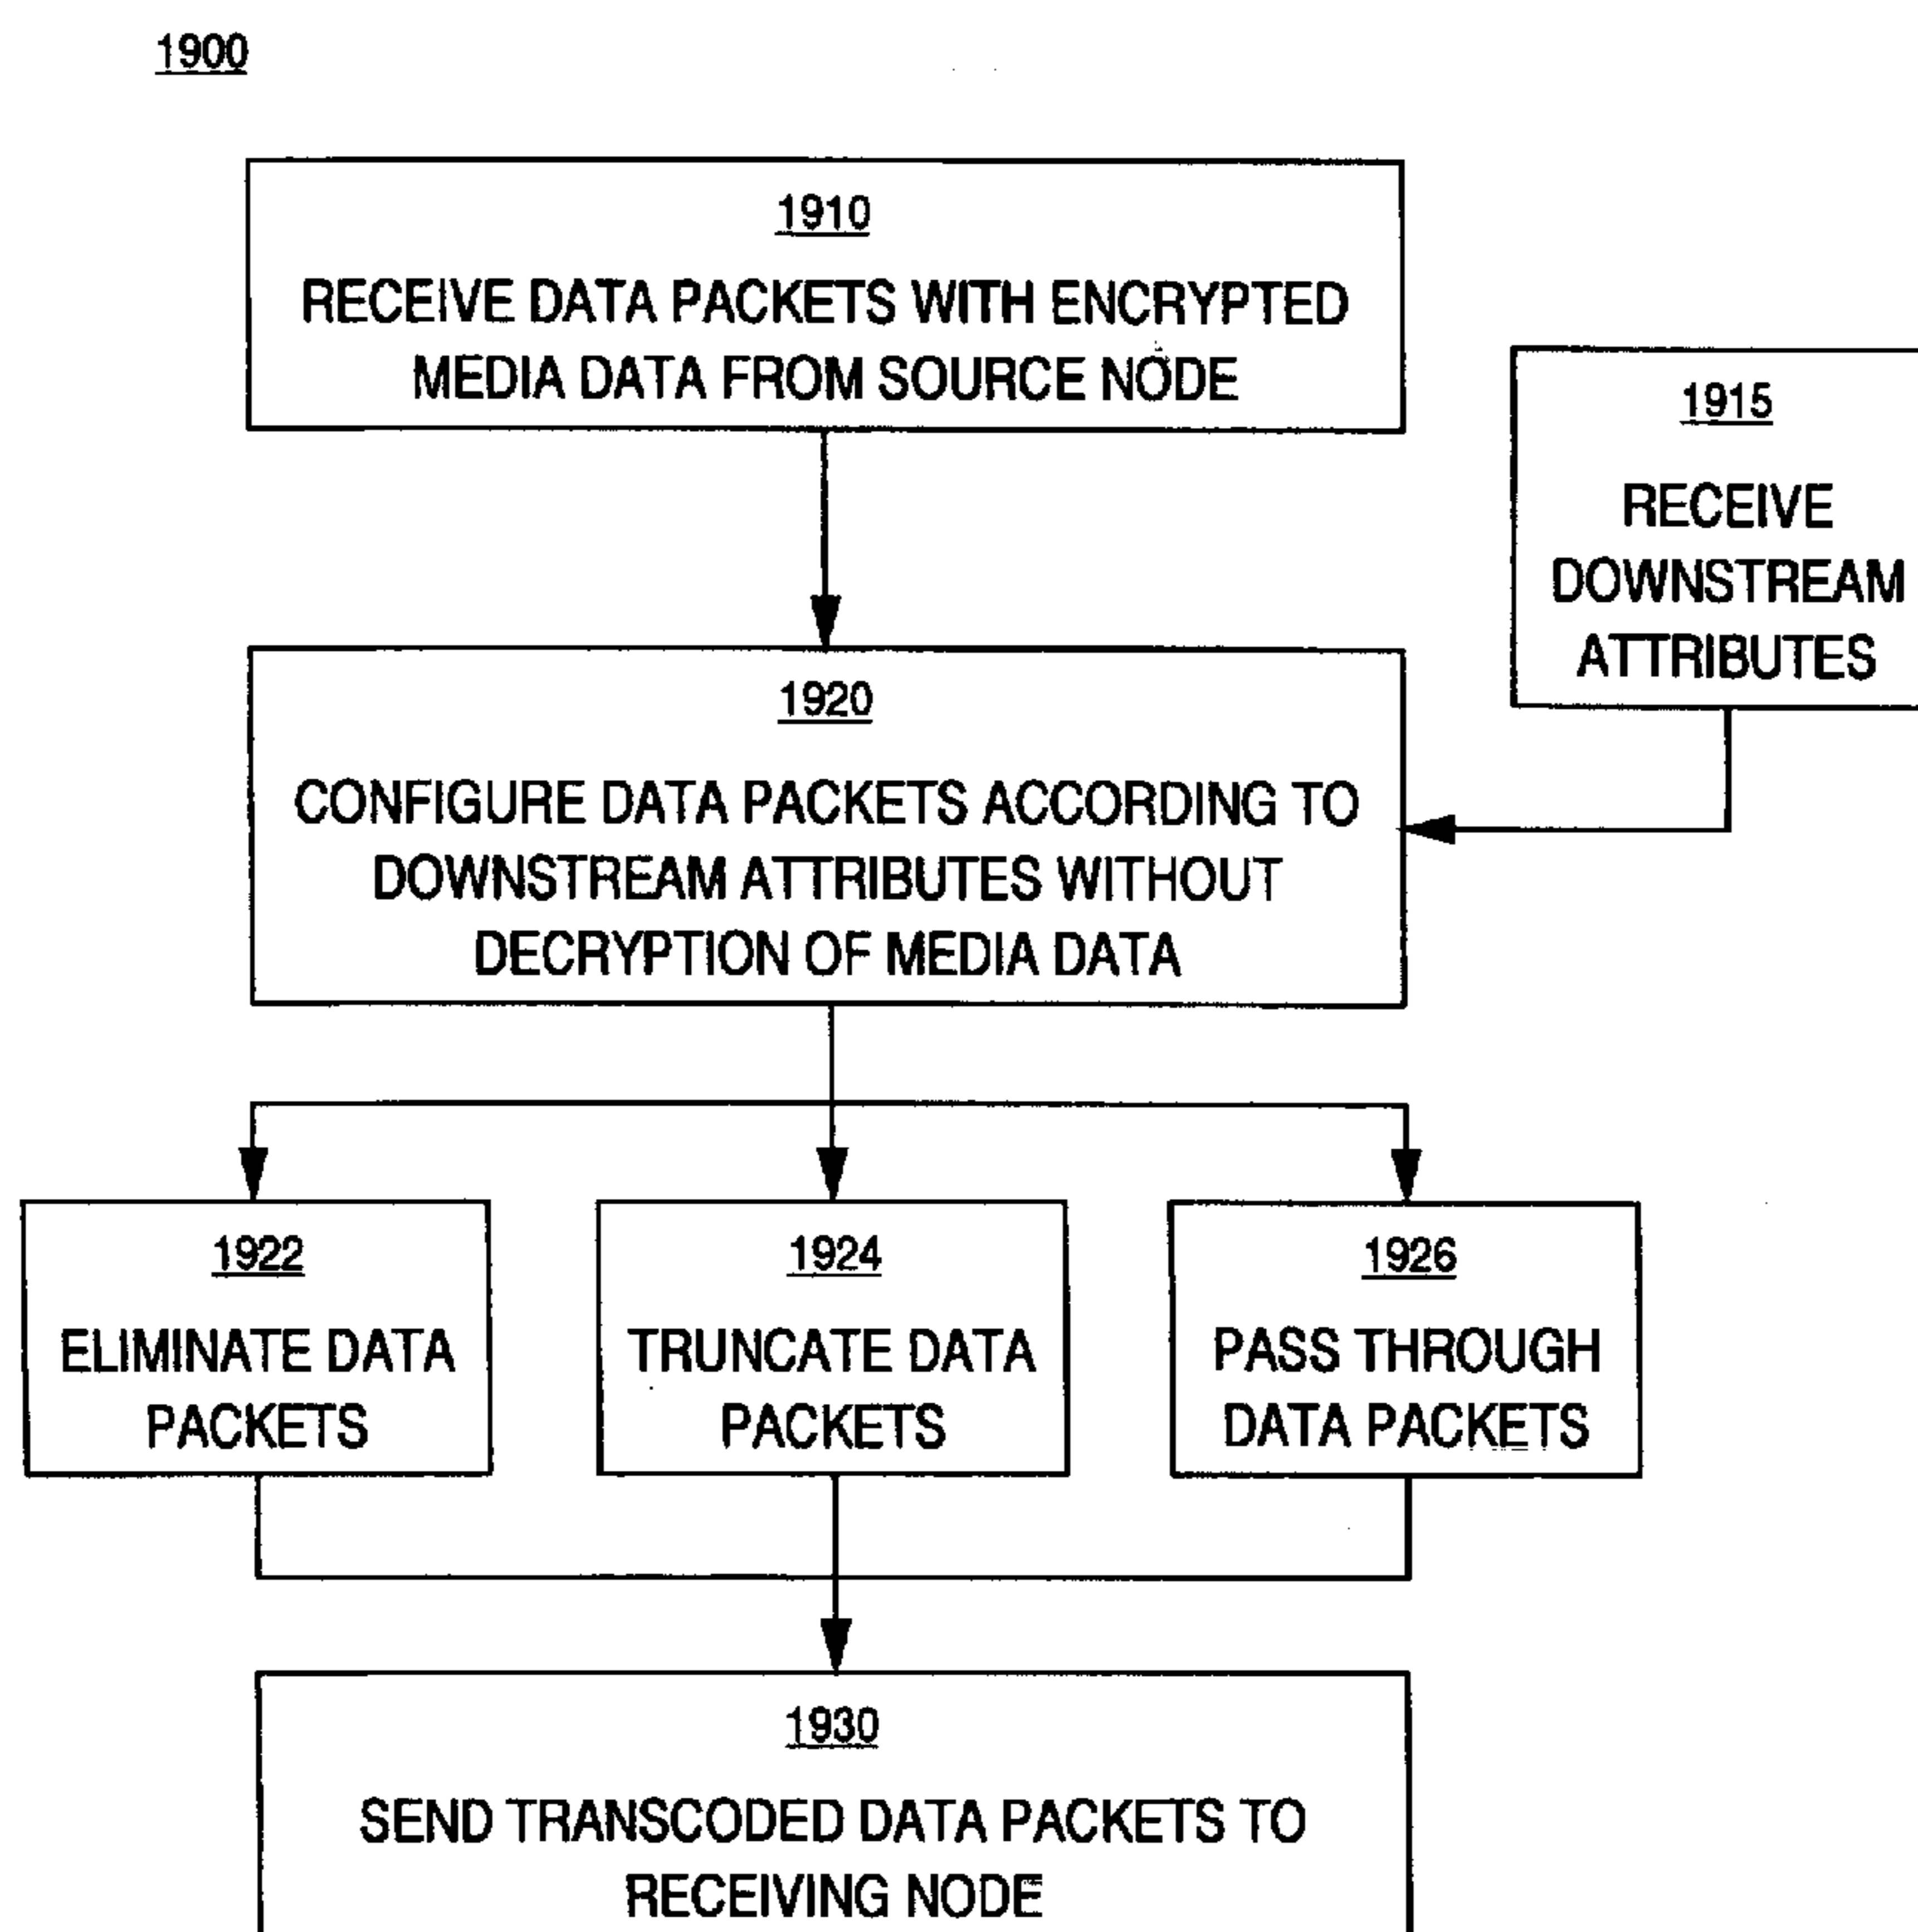 1900
1910
RECEIVE DATA PACKETS WITH ENCRYPTED
MEDIA DATA FROM SOURCE NODE
1915
RECEIVE
DOWNSTREAM
ATTRIBUTES
1920
CONFIGURE DATA PACKETS ACCORDING TO
DOWNSTREAM ATTRIBUTES WITHOUT
DECRYPTION OF MEDIA DATA
1922
ELIMINATE DATA
PACKETS
1924
TRUNCATE DATA
PACKETS
1926
PASS THROUGH
DATA PACKETS
1930
SEND TRANSCODED DATA PACKETS TO
RECEIVING NODE